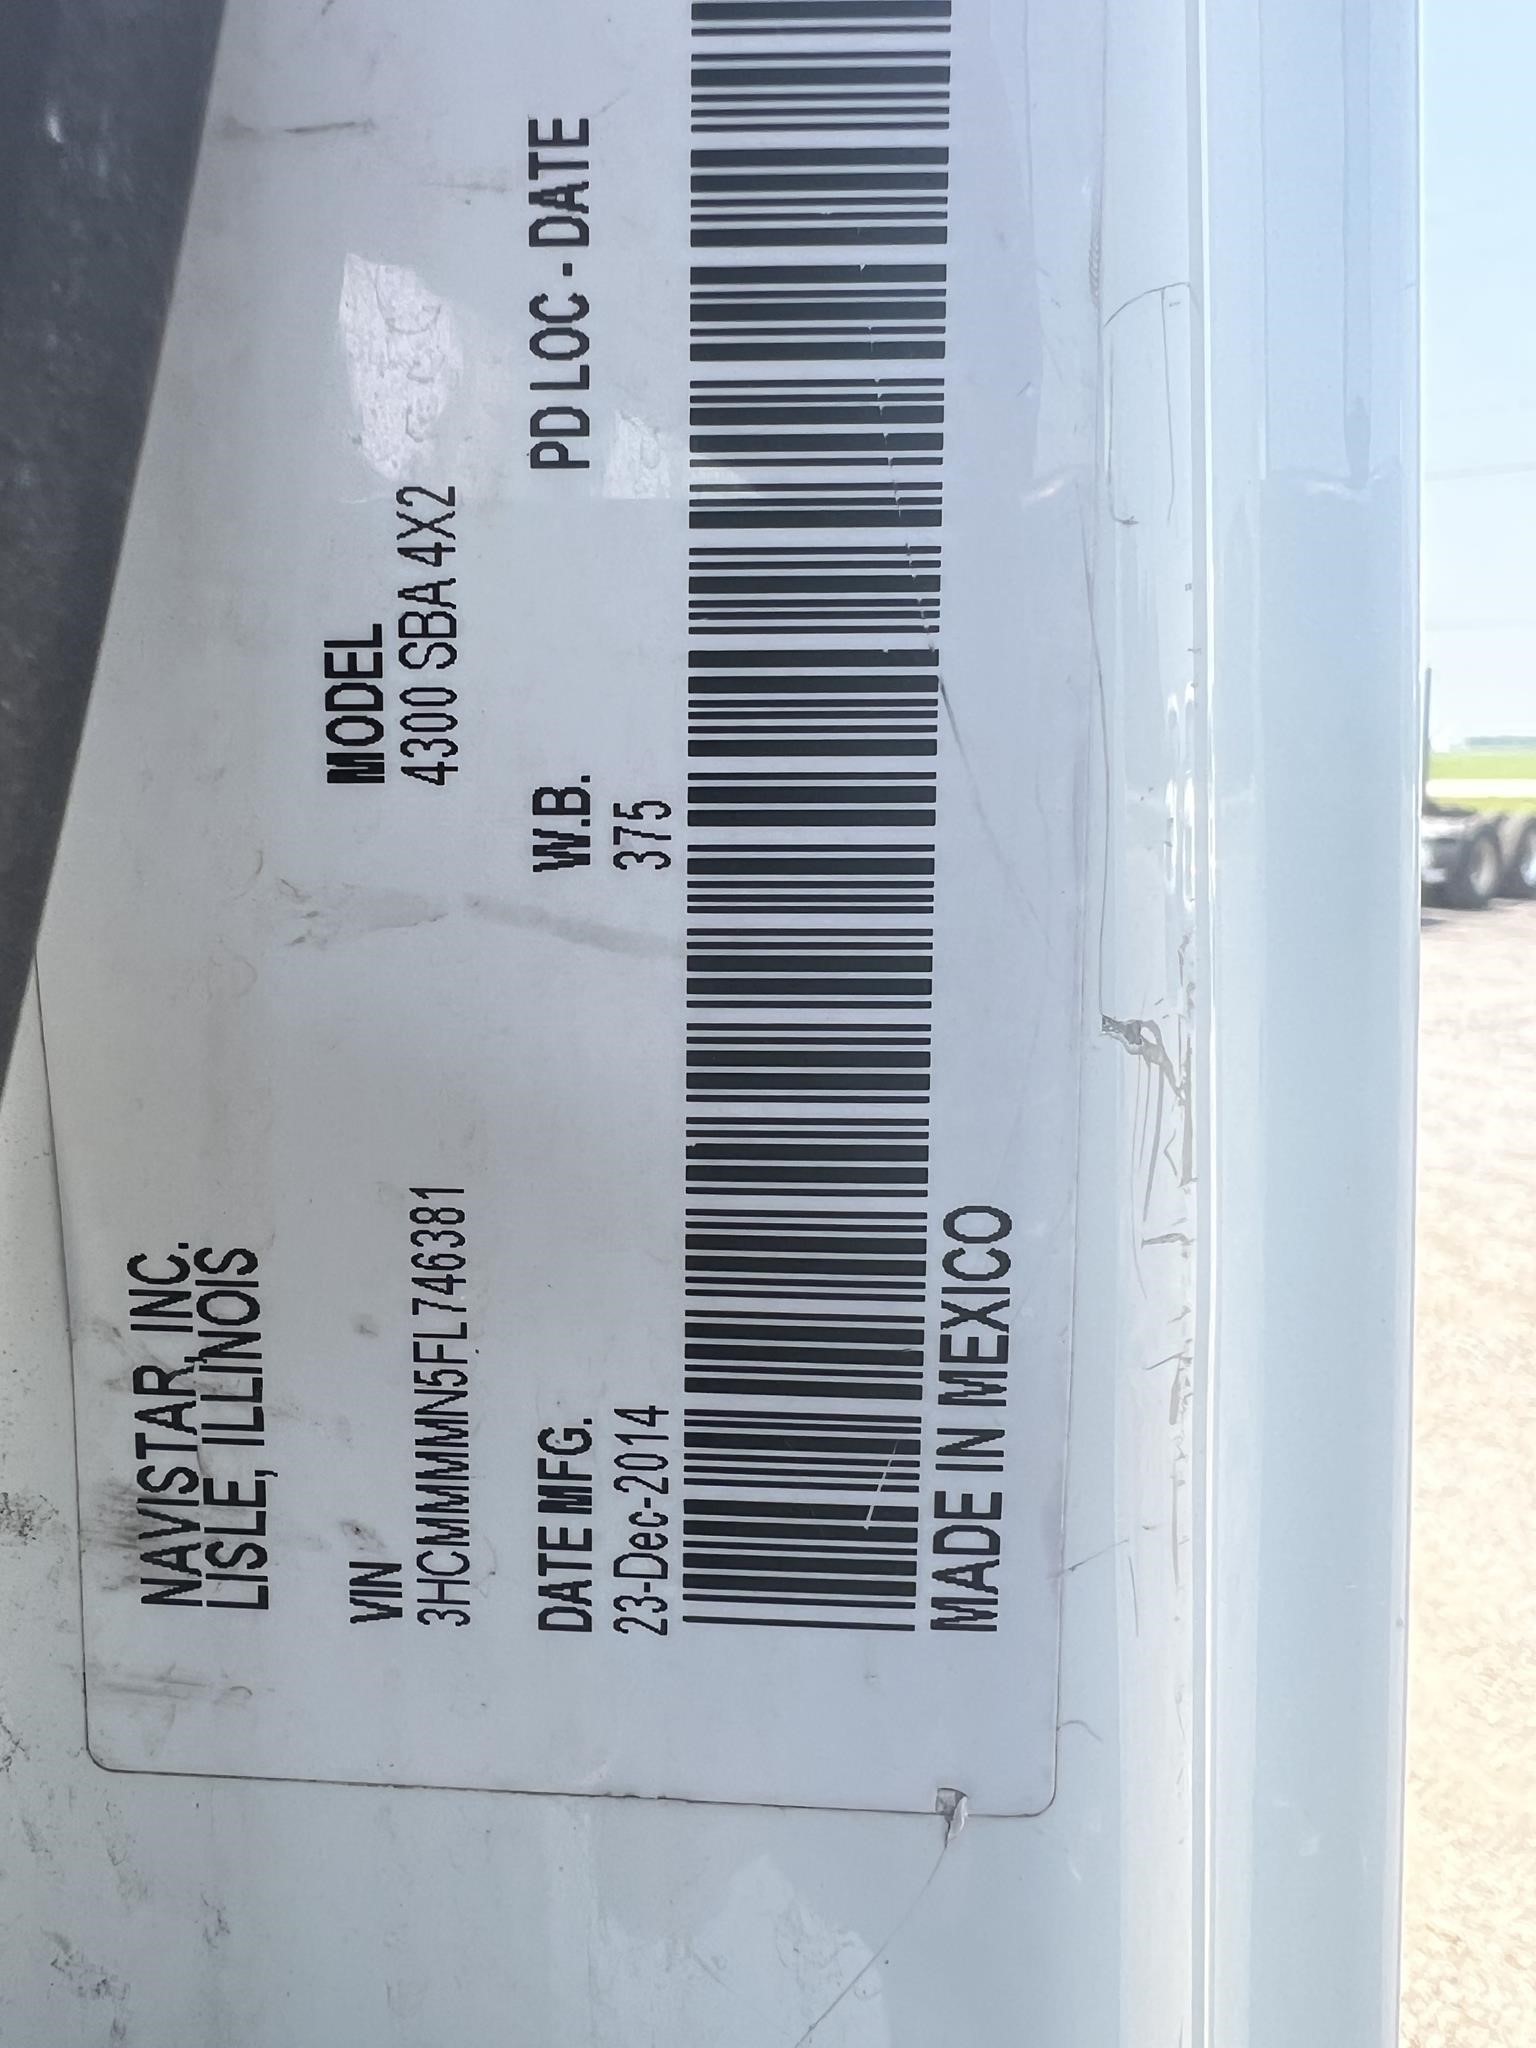 NAVISTAR, INC.
LISLE, ILLINOIS
VIN
3HCMMMMN5FL746381
MODEL
4300 SBA 4X2
DATE MFG.
23-Dec-2014
W.B.
375
PD LOC - DATE
MADE IN MEXICO